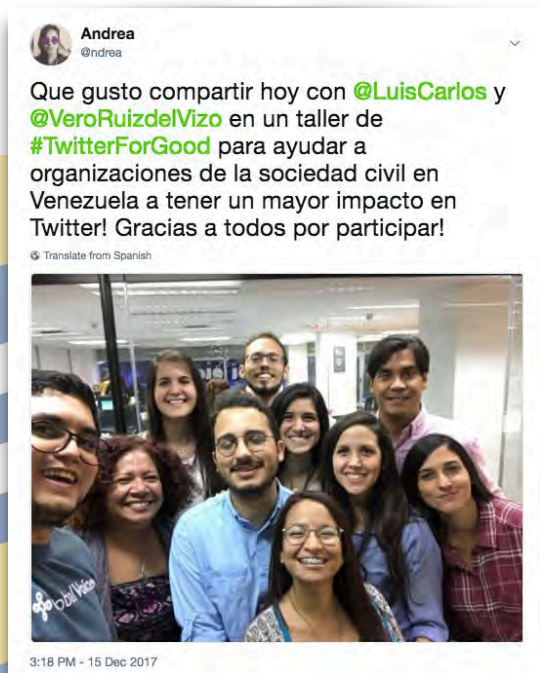 Andrea
@ndrea
Que gusto compartir hoy con @LuisCarlos y
@VeroRuizdelVizo en un taller de
#TwitterForGood para ayudar a
organizaciones de la sociedad civil en
Venezuela a tener un mayor impacto en
Twitter! Gracias a todos por participar!
Translate from Spanish
3:18 PM - 15 Dec 2017